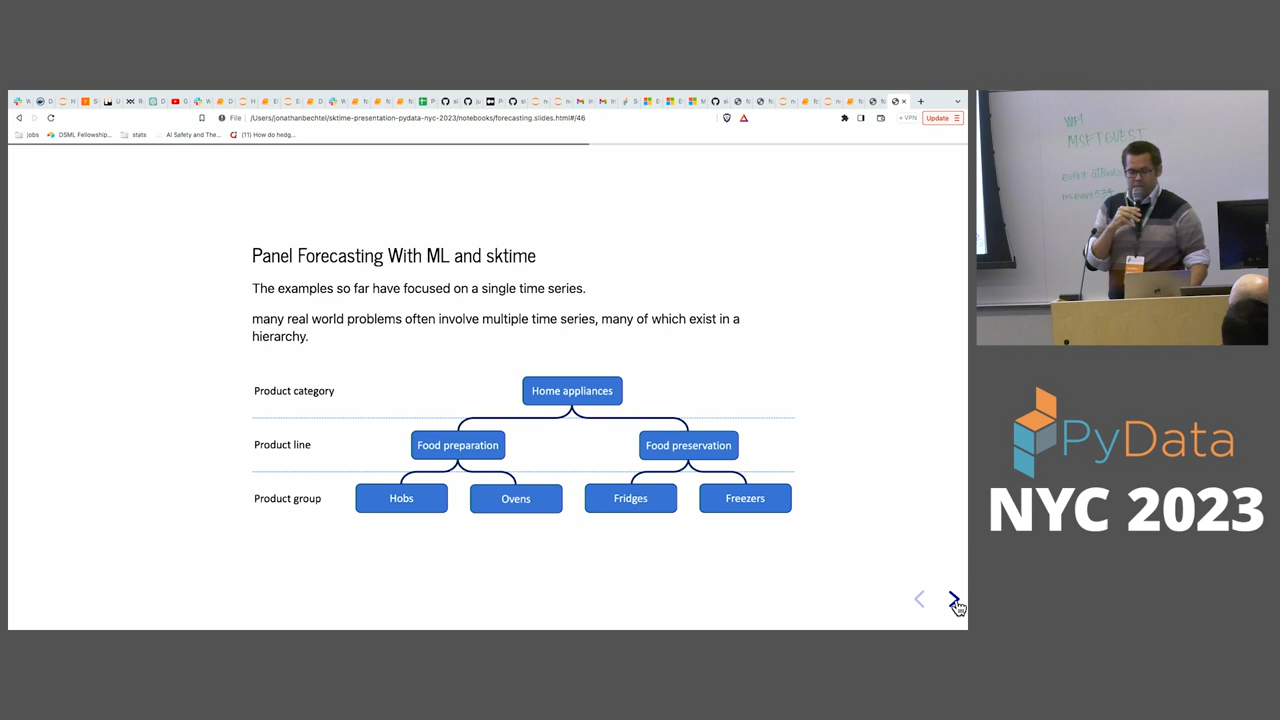 File
/Users/jonathanbechtel/sktime-presentation-pydata-nyc-2023/notebooks/forecasting.slides.html#/46
VPN
Update
jobs
DSML Fellowship...
stats
AI Safety and The...
(11) How do hedg...
Panel Forecasting With ML and sktime
The examples so far have focused on a single time series.
many real world problems often involve multiple time series, many of which exist in a
hierarchy.
Product category
Home appliances
Product line
Food preparation
Food preservation
Product group
Hobs
Ovens
Fridges
Freezers
MSFTGUEST
PyData
NYC 2023